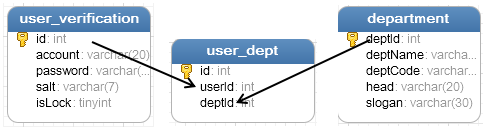 user_verification
id: int
account: varchar(20)
password: varchar(...
salt: varchar(7)
isLock: tinyint
user_dept
id: int
userId: int
deptId: int
department
deptId: int
deptName: varcha...
deptCode: varchar...
head: varchar(20)
slogan: varchar(30)